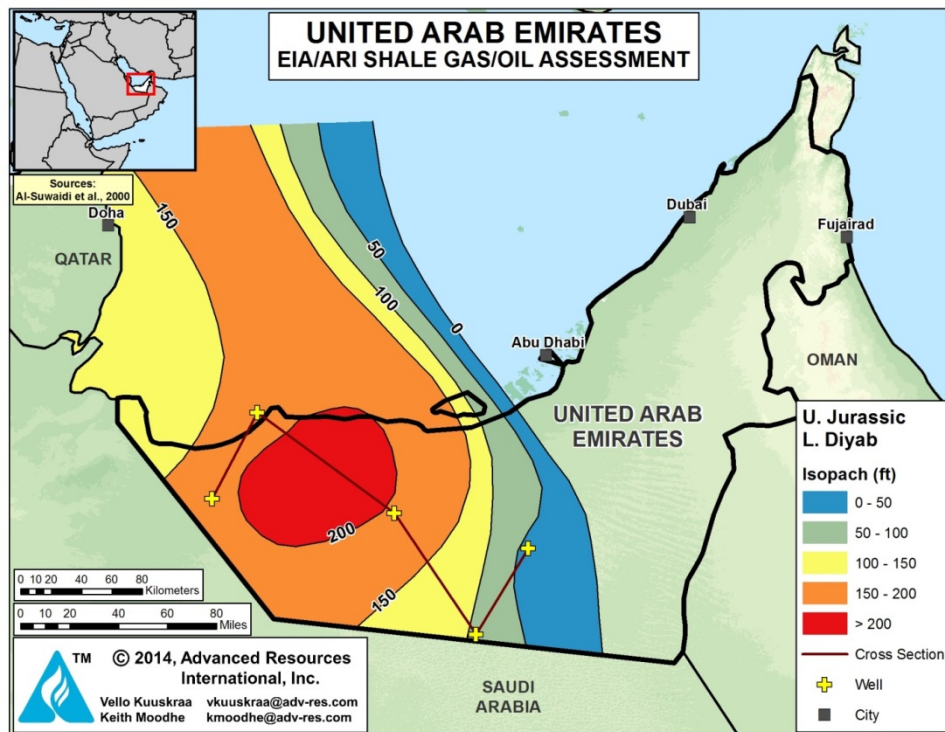 UNITED ARAB EMIRATES
EIA/ARI SHALE GAS/OIL ASSESSMENT
Sources:
Al-Suwaidi et al., 2000
Doha
QATAR
150
50
100
0
Dubai
Fujairad
Abu Dhabi
OMAN
UNITED ARAB
EMIRATES
200
150
SAUDI
ARABIA
U. Jurassic
L. Diyab
Isopach (ft)
0 - 50
50 - 100
100 - 150
150 - 200
> 200
Cross Section
Well
City
0 10 20 40 60 80
Kilometers
0 10 20 40 60 80
Miles
TM
© 2014, Advanced Resources
International, Inc.
Vello Kuuskraa vkuuskraa@adv-res.com
Keith Moodhe kmoodhe@adv-res.com